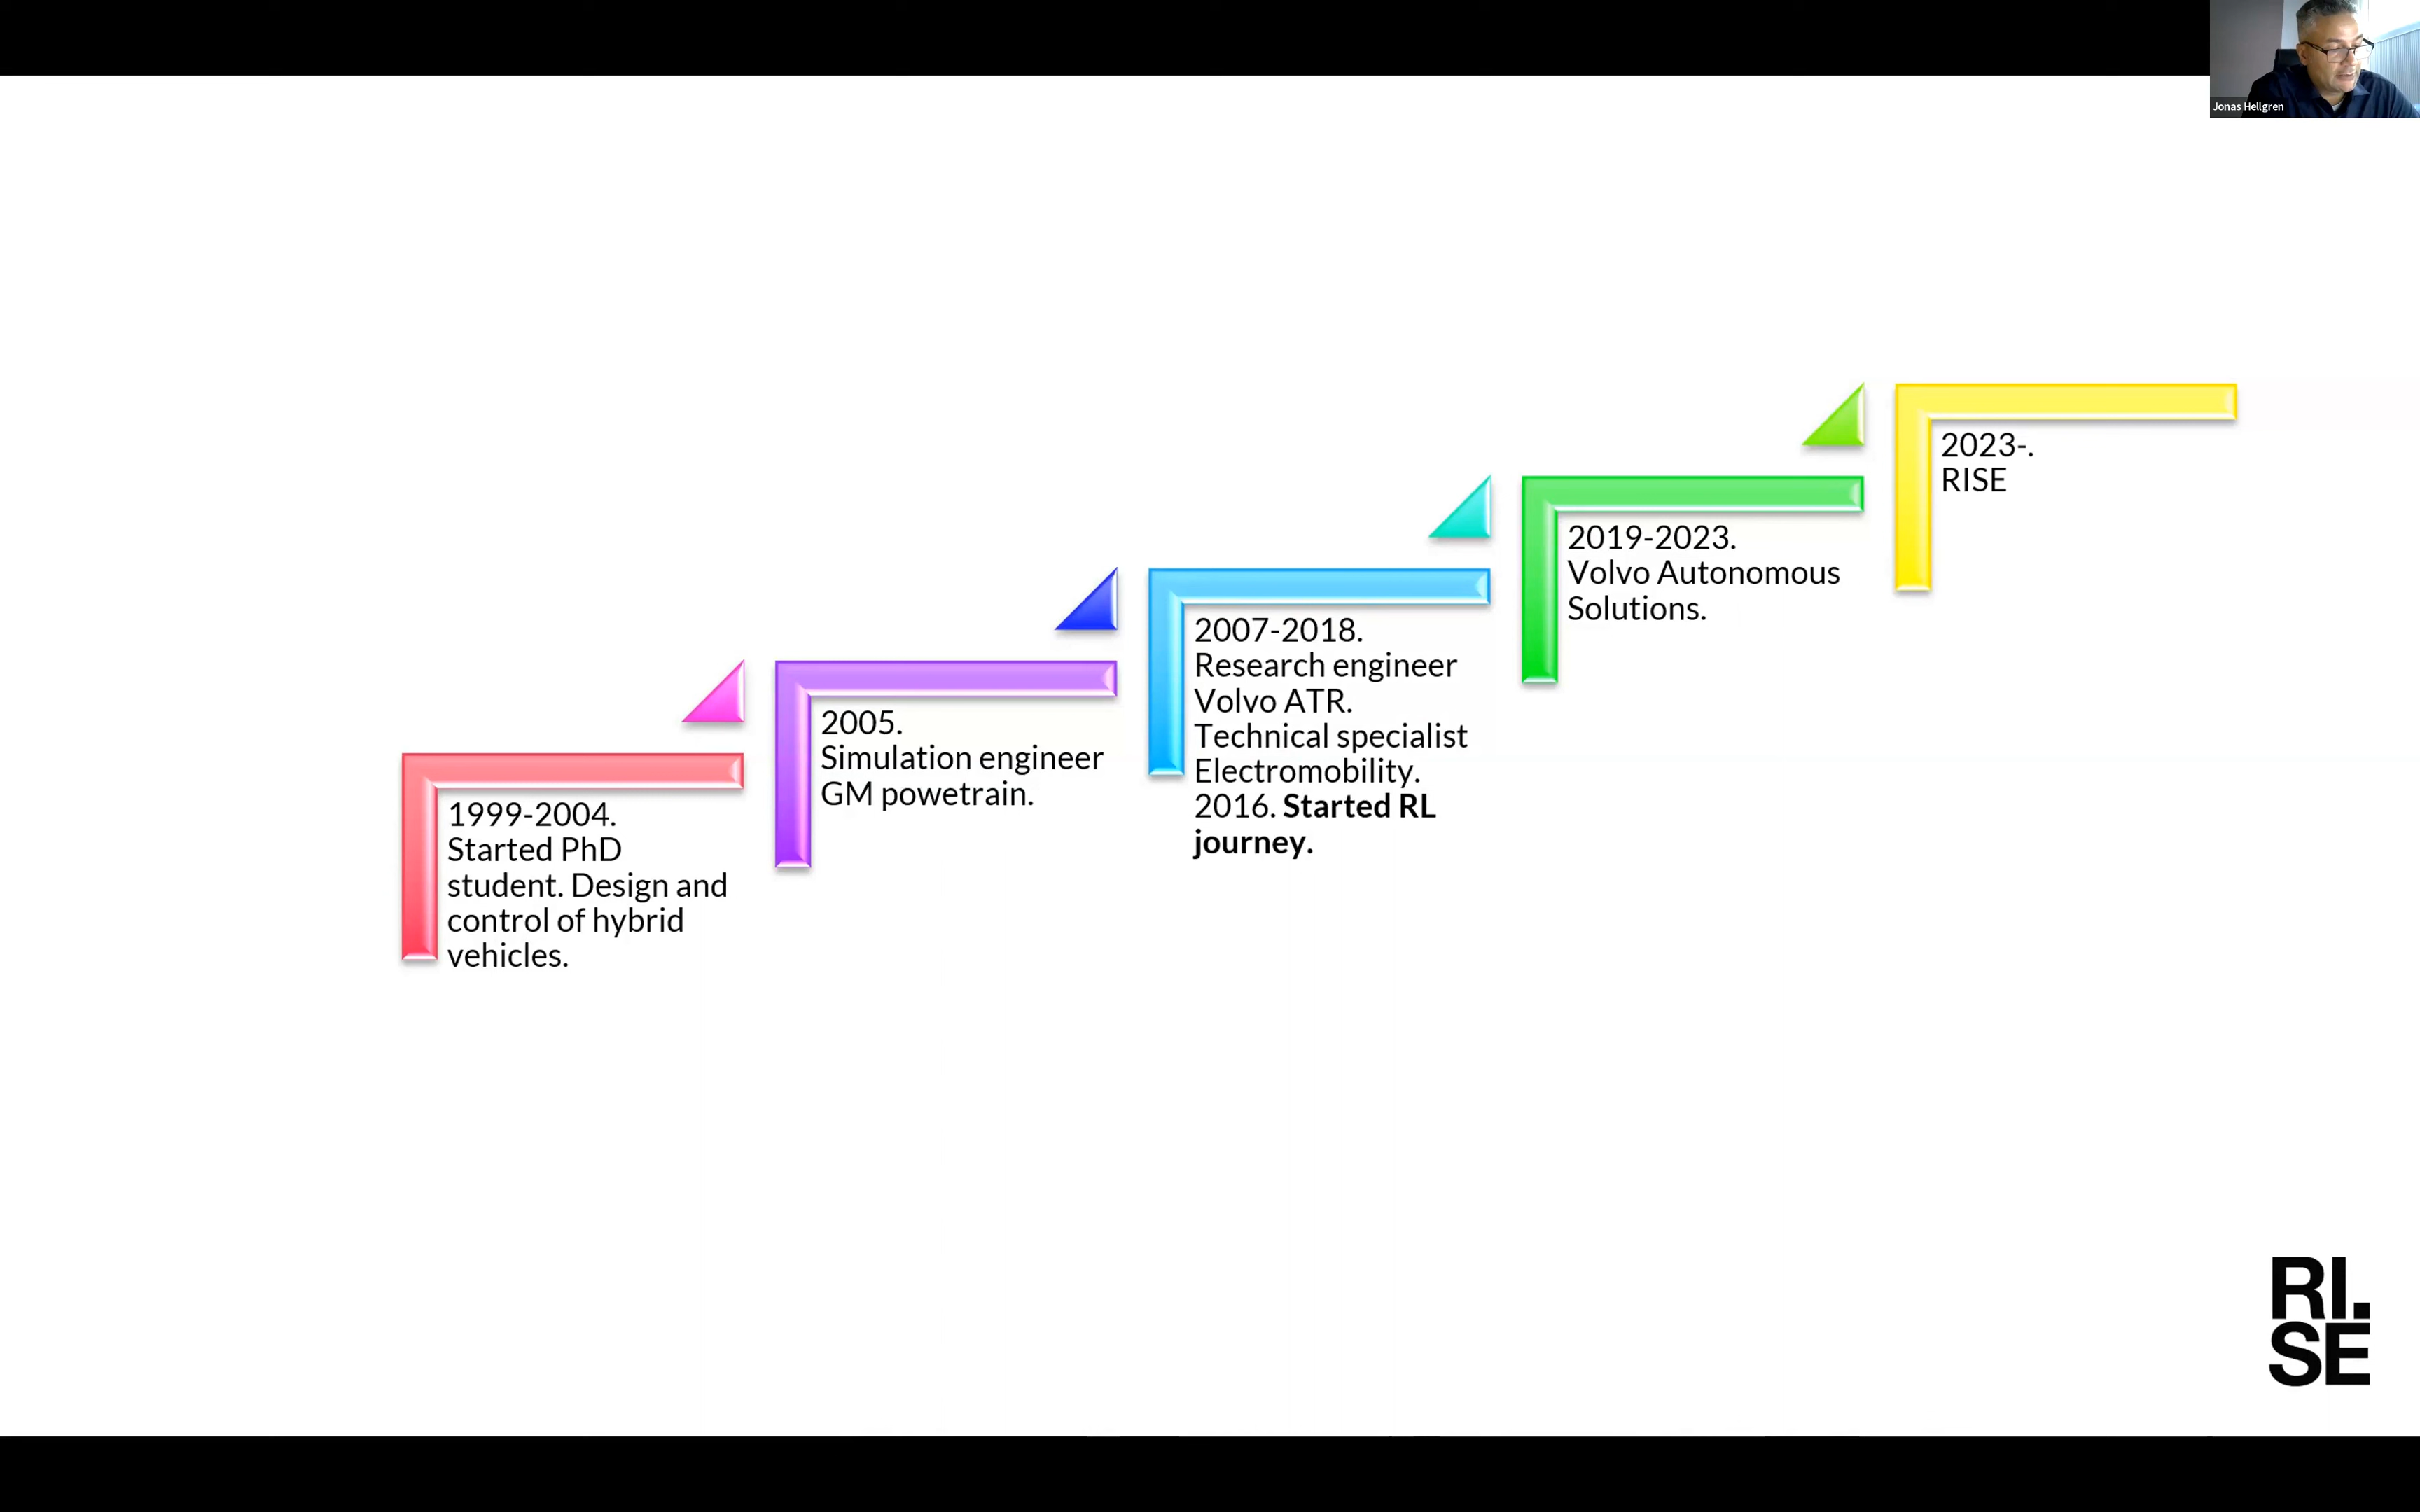 Jonas Hellgren
1999-2004.
Started PhD
student. Design and
control of hybrid
vehicles.
2005.
Simulation engineer
GM powetrain.
2007-2018.
Research engineer
Volvo ATR.
Technical specialist
Electromobility.
2016. Started RL
journey.
2019-2023.
Volvo Autonomous
Solutions.
2023-.
RISE
RI.
SE